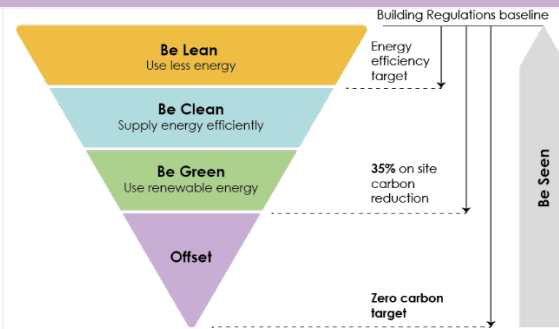 Building Regulations baseline
Be Lean
Use less energy
Energy
efficiency
target
Be Clean
Supply energy efficiently
Be Green
Use renewable energy
35% on site
carbon
reduction
Offset
Zero carbon
target
Be Seen